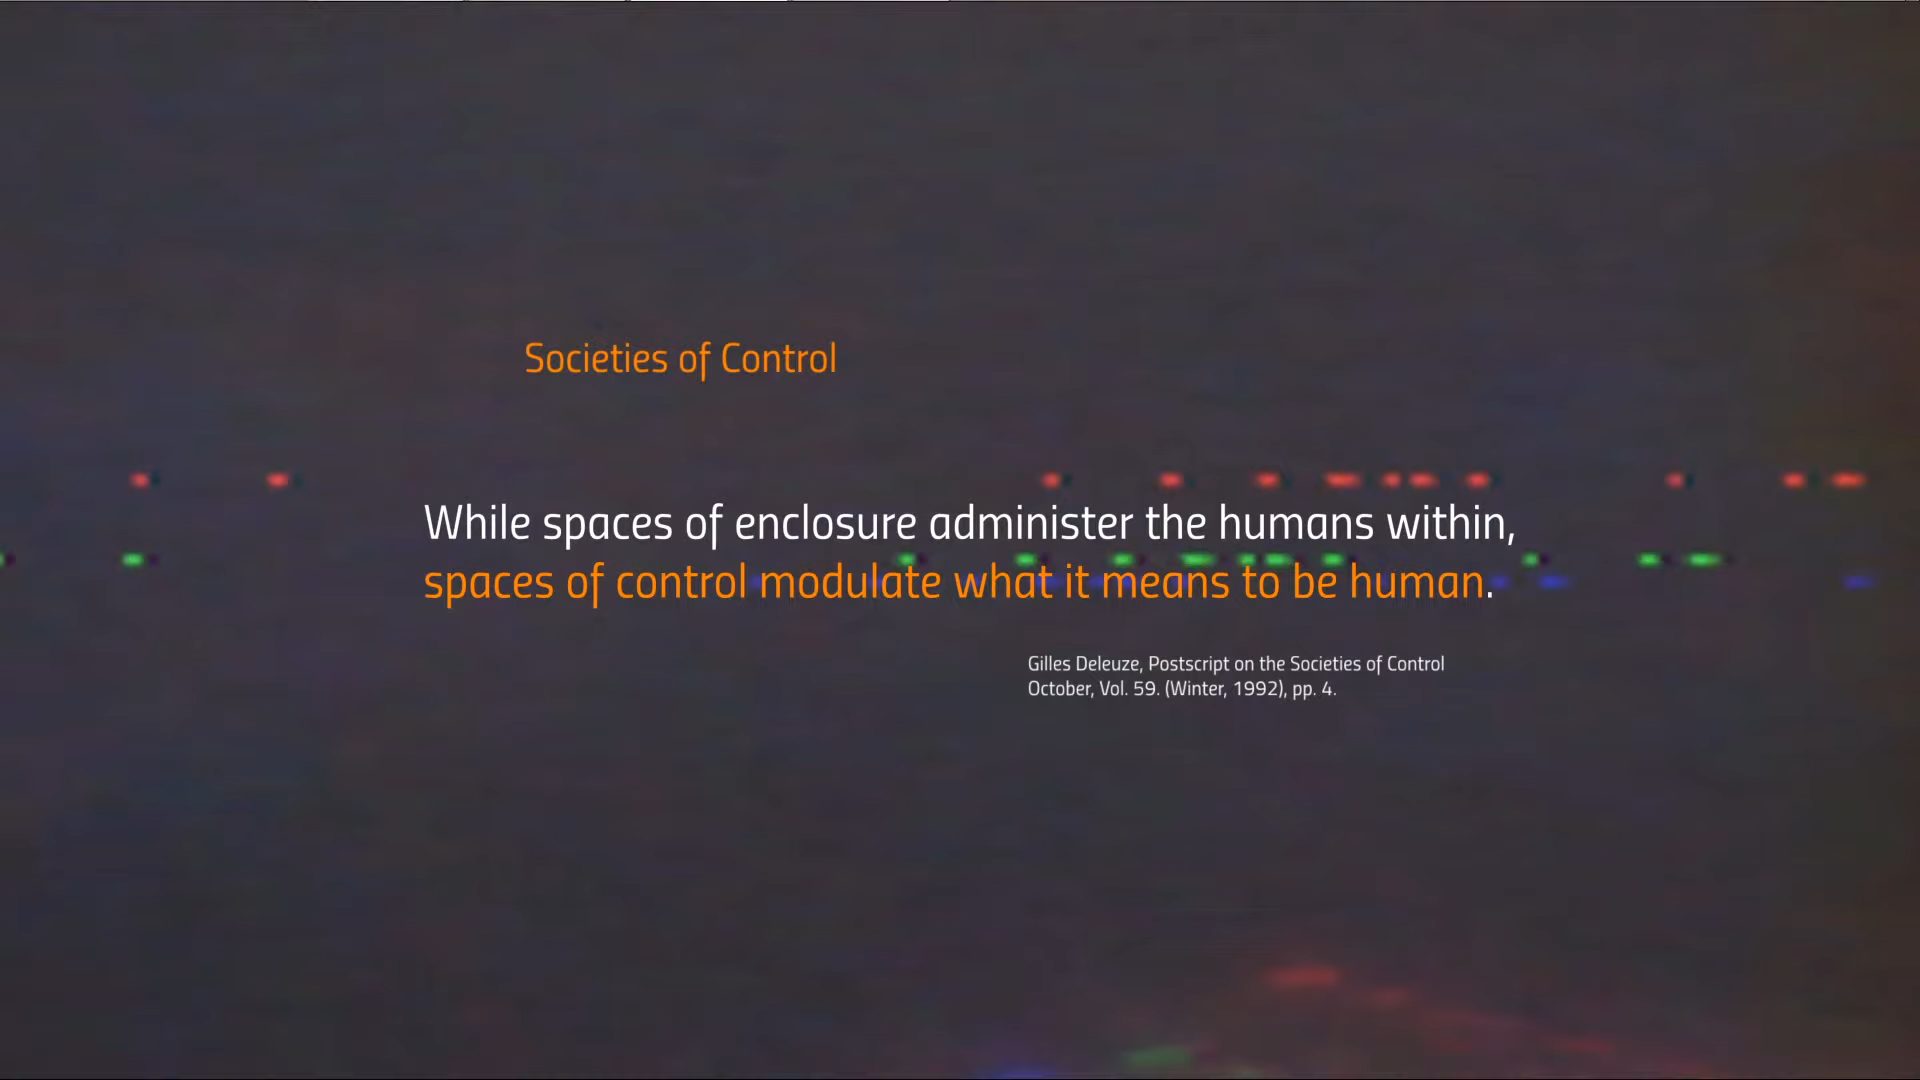 Societies of Control
While spaces of enclosure administer the humans within,
spaces of control modulate what it means to be human.
Gilles Deleuze, Postscript on the Societies of Control
October, Vol. 59. (Winter, 1992), pp. 4.